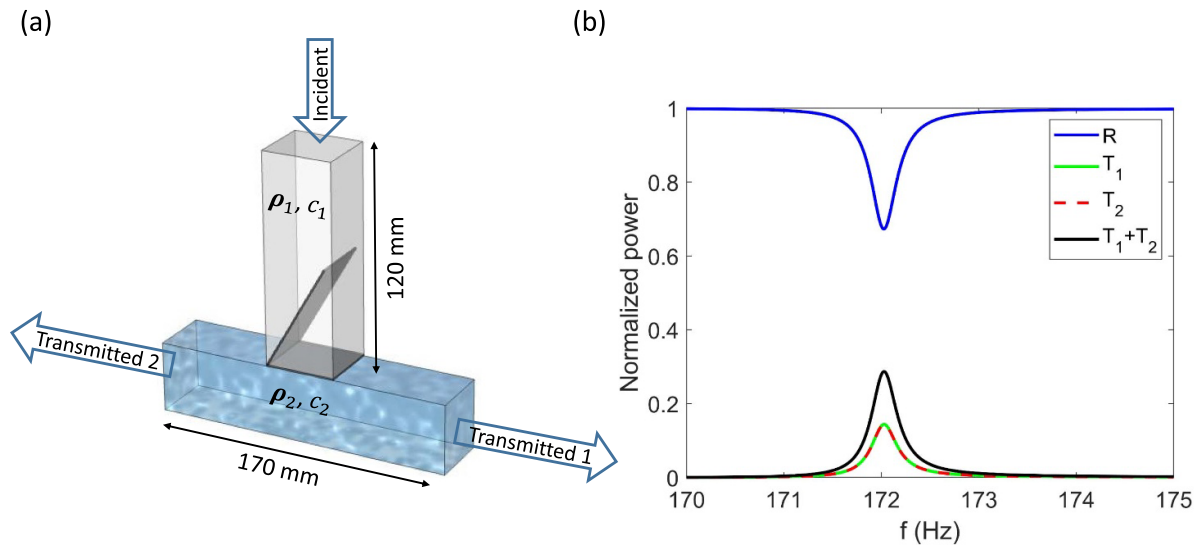 (a)
Incident
ρ₁, c₁
120 mm
Transmitted 2
ρ₂, c₂
Transmitted 1
170 mm
(b)
Normalized power
1
0.8
0.6
0.4
0.2
0
170
171
172
173
174
175
f (Hz)
R
T₁
T₂
T₁+T₂